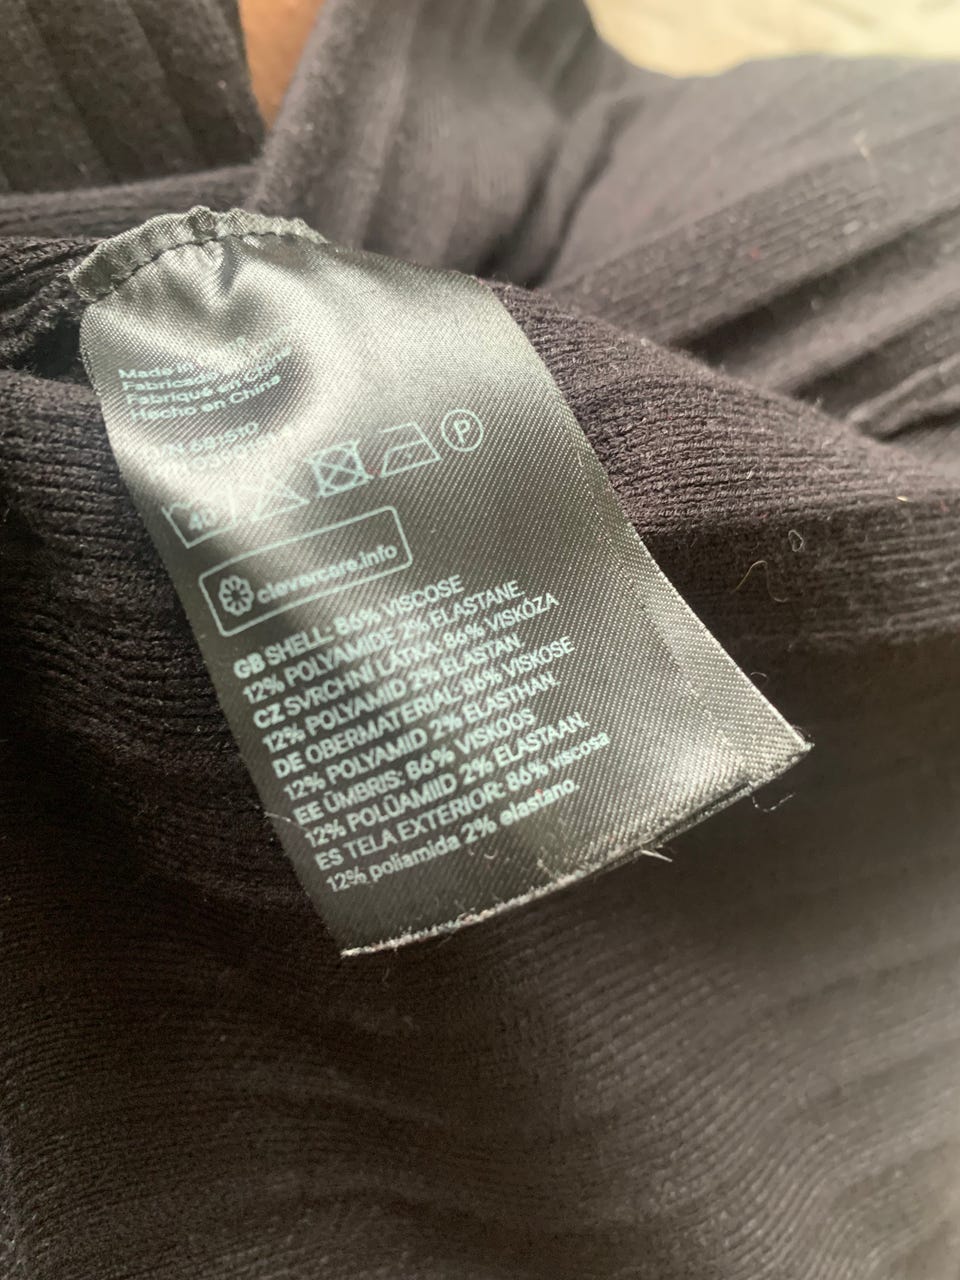 Made in
Fabricado
Fabriqué en
Hecho en China
40
P
clevercare.info
GB SHELL: 86% VISCOSE
12% POLYAMIDE 2% ELASTANE.
CZ SVRCHNÍ LÁTKA: 86% VISKÓZA
12% POLYAMID 2% ELASTAN.
DE OBERMATERIAL: 86% VISKOSE
12% POLYAMID 2% ELASTHAN.
EE ÜMBRIS: 86% VISKOOS
12% POLÜAMIID 2% ELASTAAN.
ES TELA EXTERIOR: 86% viscosa
12% poliamida 2% elastano.